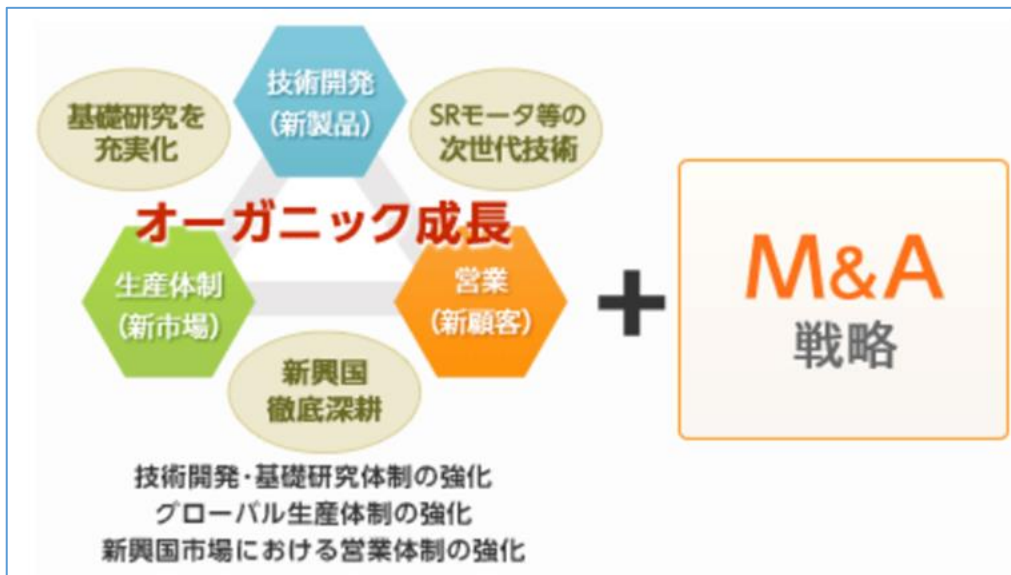 技術開発
(新製品)
基礎研究を
充実化
SRモータ等の
次世代技術
オーガニック成長
生産体制
(新市場)
営業
(新顧客)
新興国
徹底深耕
+
M&A
戦略
技術開発・基礎研究体制の強化
グローバル生産体制の強化
新興国市場における営業体制の強化